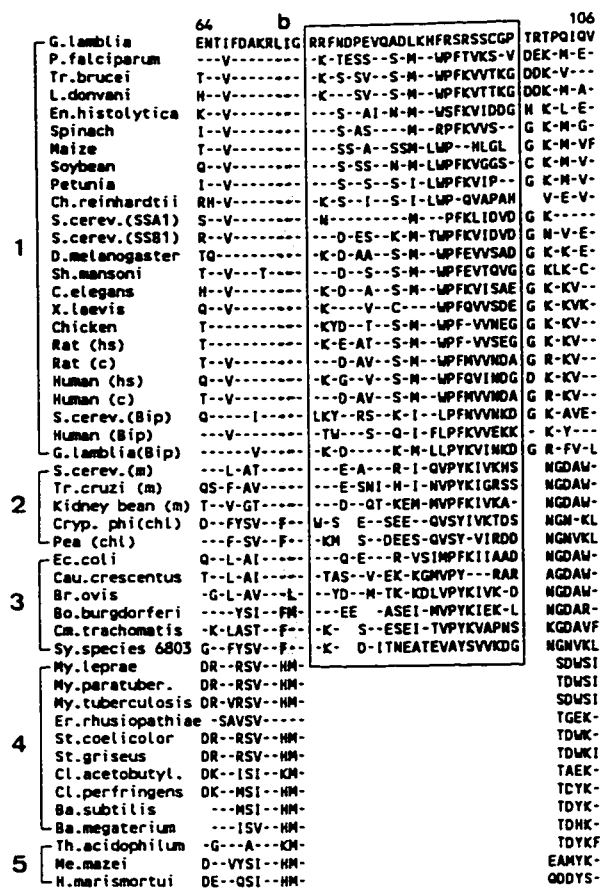 64 b 106
G.lamblia ENTIFDAKRLIG RRFNDPEVQADLKHFRSRSSCGP TRTPQIQV
P.falciparum ---V-------- -K-TESS--SV-M--WPFTVKS-V DEK-M-E-
Tr.brucei T--V-------- -K---SV--S-M--WPFKVVTKG DDK-V---
L.donvani H--V-------- -K---SV--S-M--WPFKVTTKG DDK-M-A-
En.histolytica K--V-------- ---S--AI-N-M--WSFKVIDDG N K-L-E-
Spinach I--V-------- ---S-AS----M--RPFKVVS-- G K-M-G-
Maize T--V-------- ---SS-A-SSM-LWP--HLGL G K-M-VF
Soybean Q--V-------- ---S-SS-N-M-LWPFKVGGS- C K-M-V-
Petunia I--V-------- ---S--S--S-I-LWPFKVIP-- G K-M-V-
Ch.reinhardtii RH-V-------- -K-S---I--S-I-LWP-QVAPAH V-E-V-
S.cerev.(SSA1) S--V-------- --N---------M---PFKLIDVD G K-----
S.cerev.(SSB1) R--V-------- ---D-ES--K-M-TWPFKVIDVD G N-V-E-
D.melanogaster TQ---------- -K-D-AA--S-M--WPFEVVSAD G K-K-E-
Sh.mansoni T--V---T---- ---D--S--S-M--WPFEVTQVG G KLK-C-
C.elegans H--V-------- -K-D--A--S-M--WPFKVISAE G K-KV--
X.laevis Q--V-------- -K----V---C---WPFQVVSDE G K-KVK-
Chicken T----------- -KYD--T--S-M--WPF-VVNEG G K-KV--
Rat (hs) T----------- -K-E-AT--S-M--WPF-VVSEG G K-KV--
Rat (c) T--V-------- ---D-AV--S-M--WPFMVVNDA G R-KV--
Human (hs) Q--V-------- -K-G--V--S-M--WPFQVINDG D K-KV--
Human (c) T--V-------- ---D-AV--S-M--WPFMVVNDA G R-KV--
S.cerev.(Bip) Q----I------ LKY--RS--K-I--LPFNVVNKD G K-AVE-
Human (Bip) ---V-------- -TW---S--Q-I-FLPFKVVEKK - K-Y---
G.lamblia(Bip) ---V-------- -K-D-----K-M-LLPYKVINKD G R-FV-L
S.cerev.(m) ---L-AT----- ---E--A---R-I-QVPYKIVKHS NGDAW-
Tr.cruzi (m) QS-F-AV----- ---E-SNI-H-I-NVPYKIGRSS NGDAW-
Kidney bean (m) T--V-GT----- ---D--QT-KEM-MVPFKIVKA- NGDAW-
Cryp. phi(chl) D--FYSV--F-- W-S E--SEE--QVSYIVKTDS NGN-KL
Pea (chl) ---F-SV--F-- -KM S--DEES-QVSY-VIRDD NGNVKL
Ec.coli Q--L-AI----- ---Q-E---R-VSIMPFKIIAAD NGDAW-
Cau.crescentus T--L-AI----- -TAS--V-EK-KGMVPY---RAR AGDAW-
Br.ovis -G-L-AV---L- --YD--M-TK-KDLVPYKIVK-D NGDAW-
Bo.burgdorferi ----YSI--FM- --EE ASEI-MVPYKIEK-L NGDAR-
Cm.trachomatis -K-LAST--F-- -K- S--ESEI-TVPYKVAPNS KGDAVF
Sy.species 6803 G--FYSV--F-- -K- D-ITNEATEVAYSVVKDG NGNVKL
My.leprae DR--RSV--HM- SDWSI
My.paratuber. DR--RSV--HM- TDWSI
My.tuberculosis DR-VRSV--HM- SDWSI
Er.rhusiopathiae -SAVSV----- TGEK-
St.coelicolor DR--RSV--HM- TDWK-
St.griseus DR--RSV--HM- TDWKI
Cl.acetobutyl. DK--ISI--KM- TAEK-
Cl.perfringens DK--MSI--HM- TCYK-
Ba.subtilis ---MSI--HM- TDYK-
Ba.megaterium ---ISV--HM- TDHK-
Th.acidophilum -G---A---KM- TDYKF
Me.mazei D--VYSI--HM- EAMYK-
H.marismortui DE--QSI--HM- QDDYS-
1
2
3
4
5